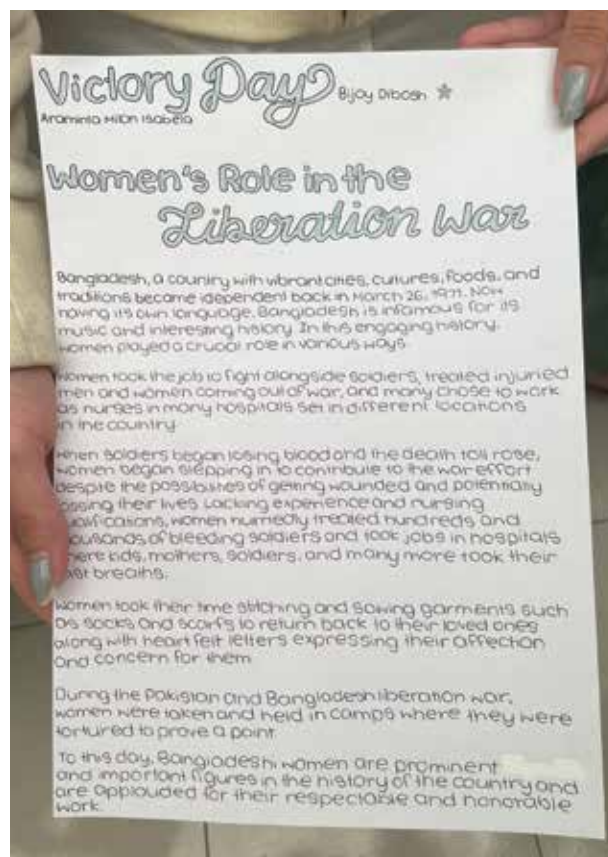 Victory Day Bijoy Dibosh
Araminta Milon Isabela
Women's Role in the
Liberation War
Bangladesh, a country with vibrant cities, cultures, foods, and
traditions became idependent back in March 26, 1971. Now
having its own language, Bangladesh is infamous for its
music and interesting history. In this engaging history,
women played a crucial role in various ways.
Women took the job to fight alongside soldiers, treated injuried
men and women coming out of war, and many chose to work
as nurses in many hospitals set in different locations
in the country
When soldiers began losing blood and the death toll rose,
women began stepping in to contribute to the war effort
despite the possibilities of getting wounded and potentially
lossing their lives. Lacking experience and nursing
qualifications, women numedly treated hundreds and
thousands of bleeding soldiers and took jobs in hospitals
where kids, mothers, soldiers, and many more took their
last breaths.
Women took their time stitching and sowing garments such
as socks and scarfs to return back to their loved ones
along with heart felt letters expressing their affection
and concern for them
During the Pakistan and Bangladesh liberation war,
women were taken and held in camps where they were
tortured to prove a point
To this day, Bangladeshi women are prominent
and important figures in the history of the country and
are applouded for their respectable and honorable
work.